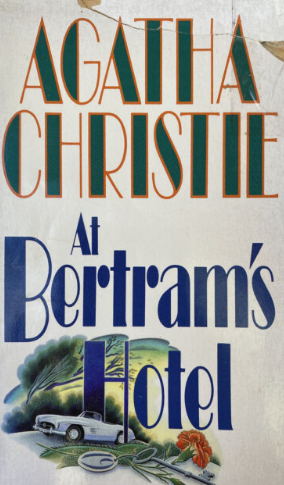 AGATHA
CHRISTIE
At
Bertram's
Hotel